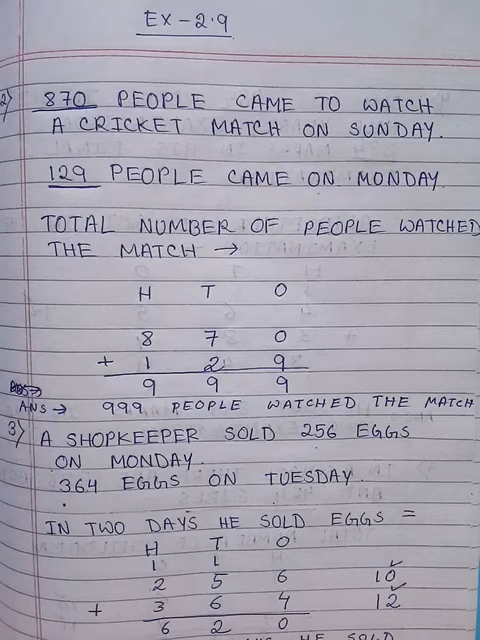 EX - 2.9
2) 870 PEOPLE CAME TO WATCH
A CRICKET MATCH ON SUNDAY.
129 PEOPLE CAME ON MONDAY.
TOTAL NUMBER OF PEOPLE WATCHED
THE MATCH →
H T O
8 7 0
+ 1 2 9
9 9 9
ANS → 999 PEOPLE WATCHED THE MATCH
3) A SHOPKEEPER SOLD 256 EGGS
ON MONDAY.
364 EGGS ON TUESDAY.
IN TWO DAYS HE SOLD EGGS =
H T O
1 1
2 5 6 10
+ 3 6 4 12
6 2 0
HE SOLD